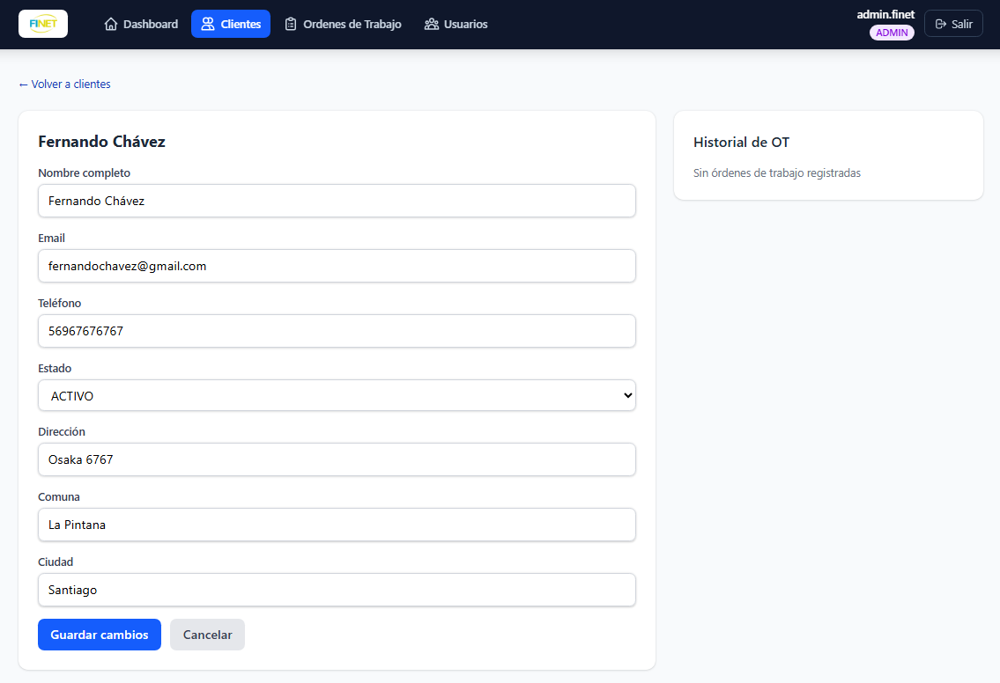 FINET
Dashboard
Clientes
Ordenes de Trabajo
Usuarios
admin.finet
ADMIN
Salir
← Volver a clientes
Fernando Chávez
Nombre completo
Fernando Chávez
Email
fernandochavez@gmail.com
Teléfono
56967676767
Estado
ACTIVO
Dirección
Osaka 6767
Comuna
La Pintana
Ciudad
Santiago
Guardar cambios
Cancelar
Historial de OT
Sin órdenes de trabajo registradas